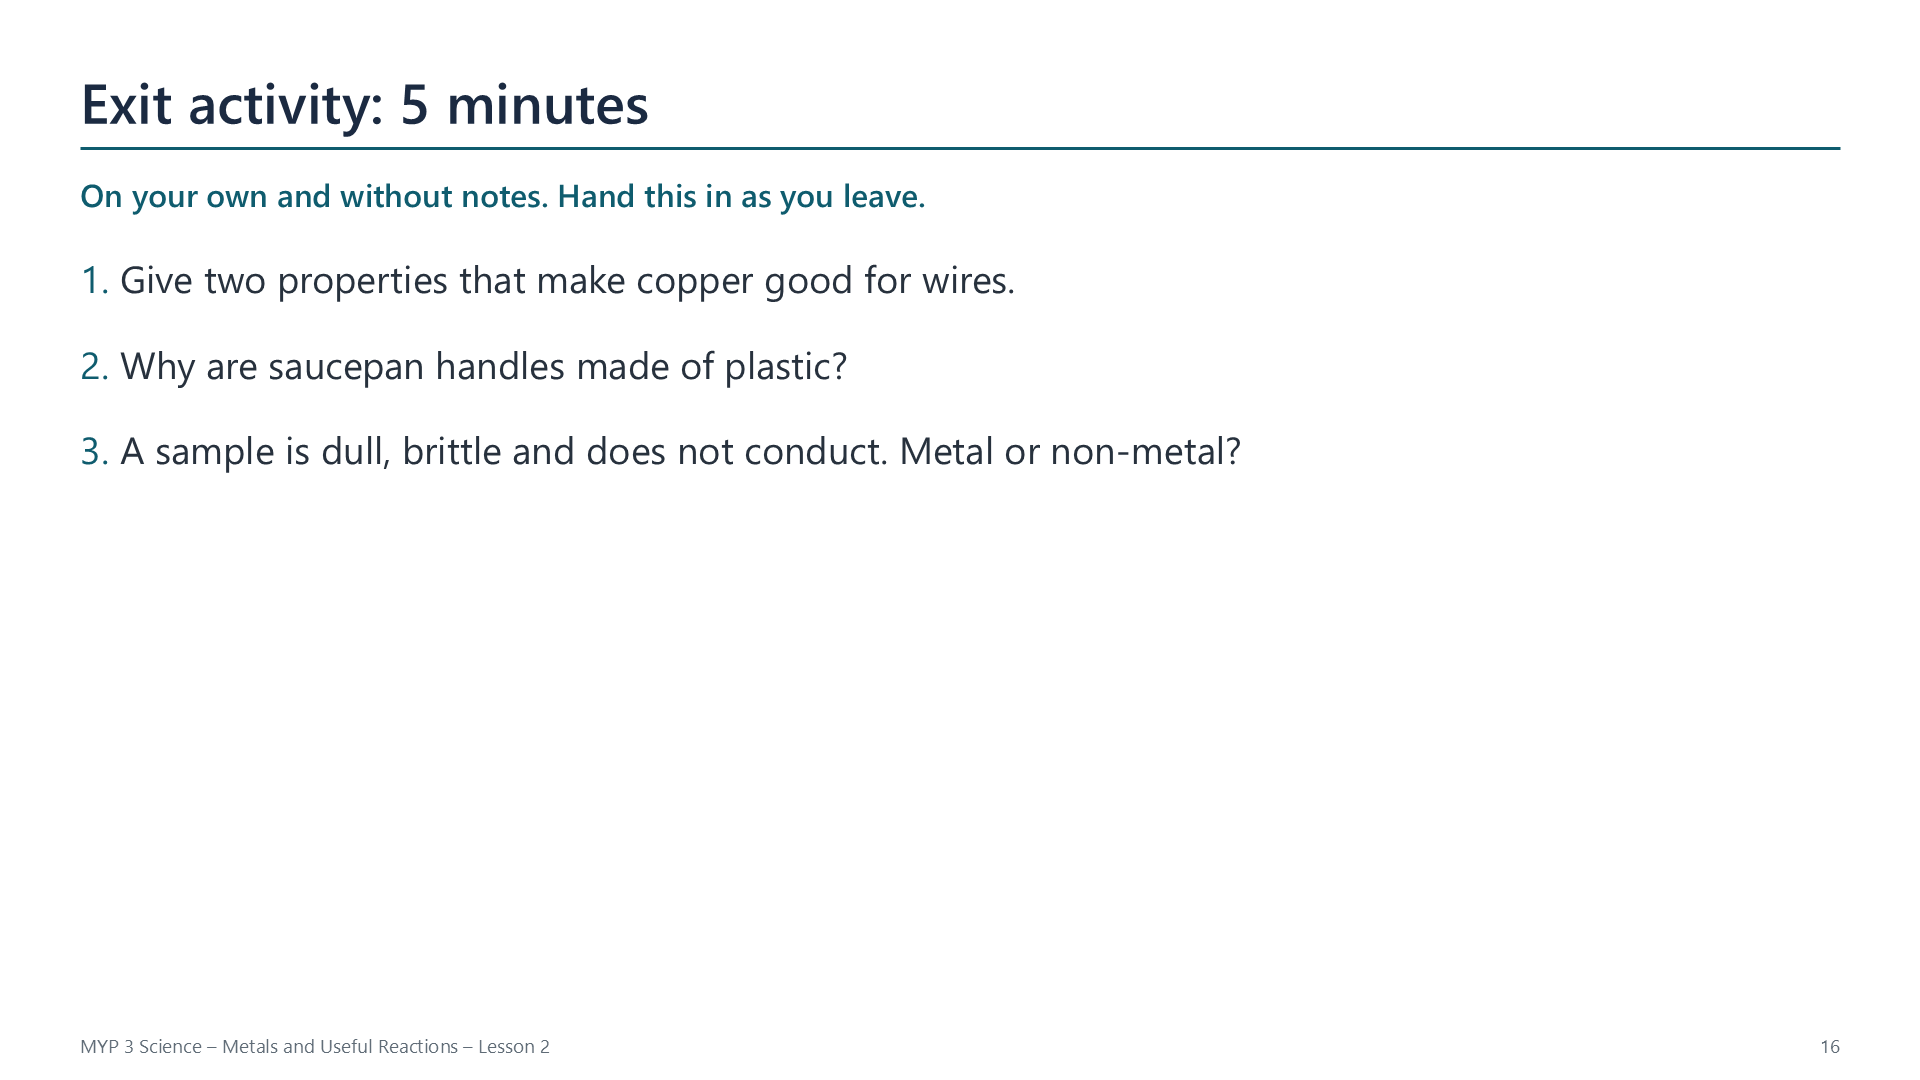 Exit activity: 5 minutes
On your own and without notes. Hand this in as you leave.
1. Give two properties that make copper good for wires.
2. Why are saucepan handles made of plastic?
3. A sample is dull, brittle and does not conduct. Metal or non-metal?
MYP 3 Science – Metals and Useful Reactions – Lesson 2
16